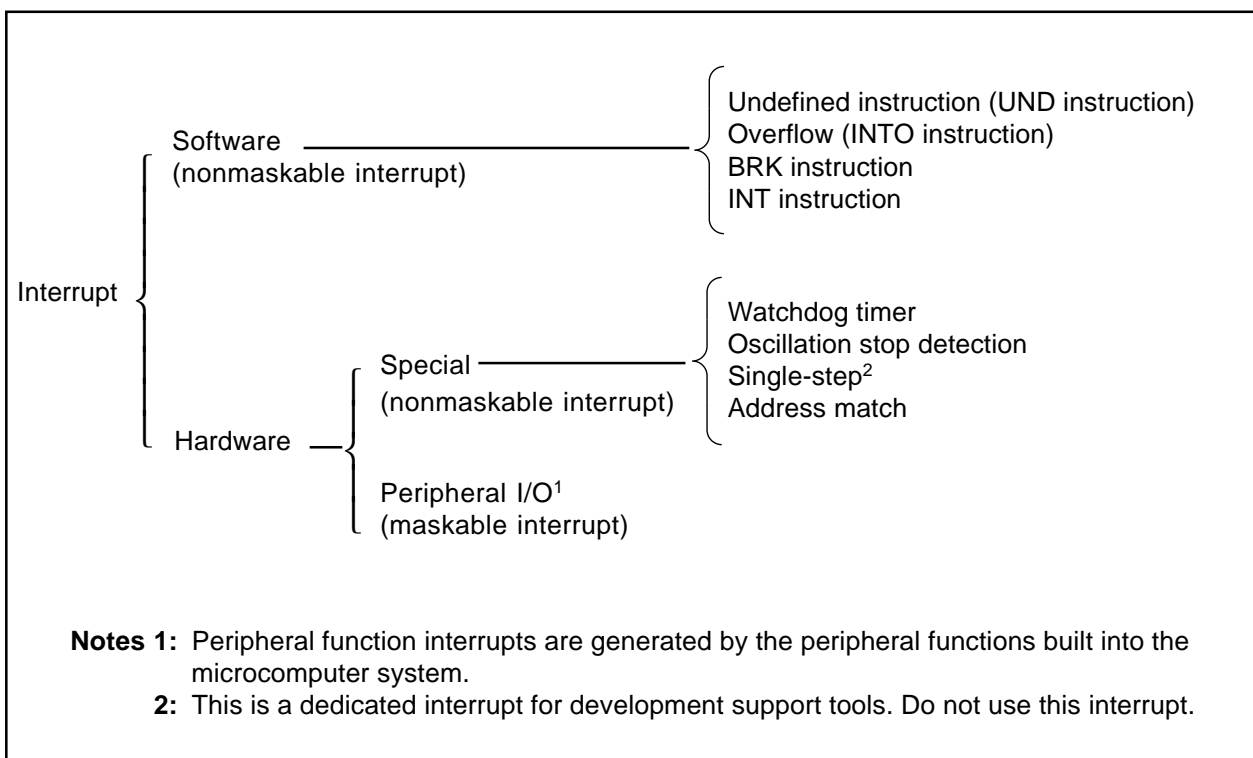 Undefined instruction (UND instruction)
Overflow (INTO instruction)
BRK instruction
INT instruction
Software
(nonmaskable interrupt)
Interrupt
Watchdog timer
Oscillation stop detection
Single-step²
Address match
Special
(nonmaskable interrupt)
Hardware
Peripheral I/O¹
(maskable interrupt)
Notes 1: Peripheral function interrupts are generated by the peripheral functions built into the
microcomputer system.
2: This is a dedicated interrupt for development support tools. Do not use this interrupt.